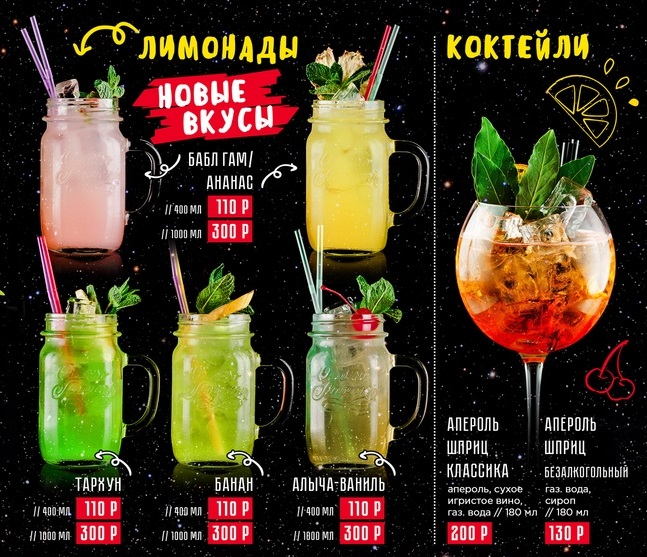 ЛИМОНАДЫ
НОВЫЕ
ВКУСЫ
БАБЛ ГАМ/
АНАНАС
// 400 МЛ 110 Р
// 1000 МЛ 300 Р
ТАРХУН
// 400 МЛ 110 Р
// 1000 МЛ 300 Р
БАНАН
// 400 МЛ 110 Р
// 1000 МЛ 300 Р
АЛЫЧА-ВАНИЛЬ
// 400 МЛ 110 Р
// 1000 МЛ 300 Р
КОКТЕЙЛИ
АПЕРОЛЬ
ШПРИЦ
КЛАССИКА
апероль, сухое
игристое вино,
газ. вода // 180 мл
200 Р
АПЕРОЛЬ
ШПРИЦ
БЕЗАЛКОГОЛЬНЫЙ
газ. вода,
сироп
// 180 мл
130 Р